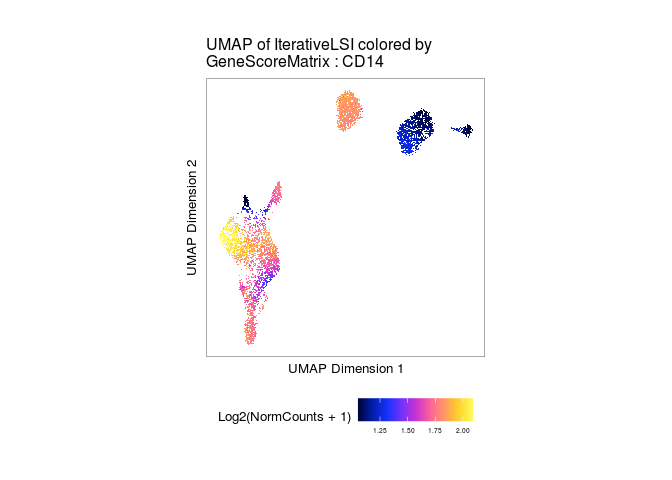 UMAP of IterativeLSI colored by
GeneScoreMatrix : CD14
UMAP Dimension 2
UMAP Dimension 1
Log2(NormCounts + 1)
1.25 1.50 1.75 2.00